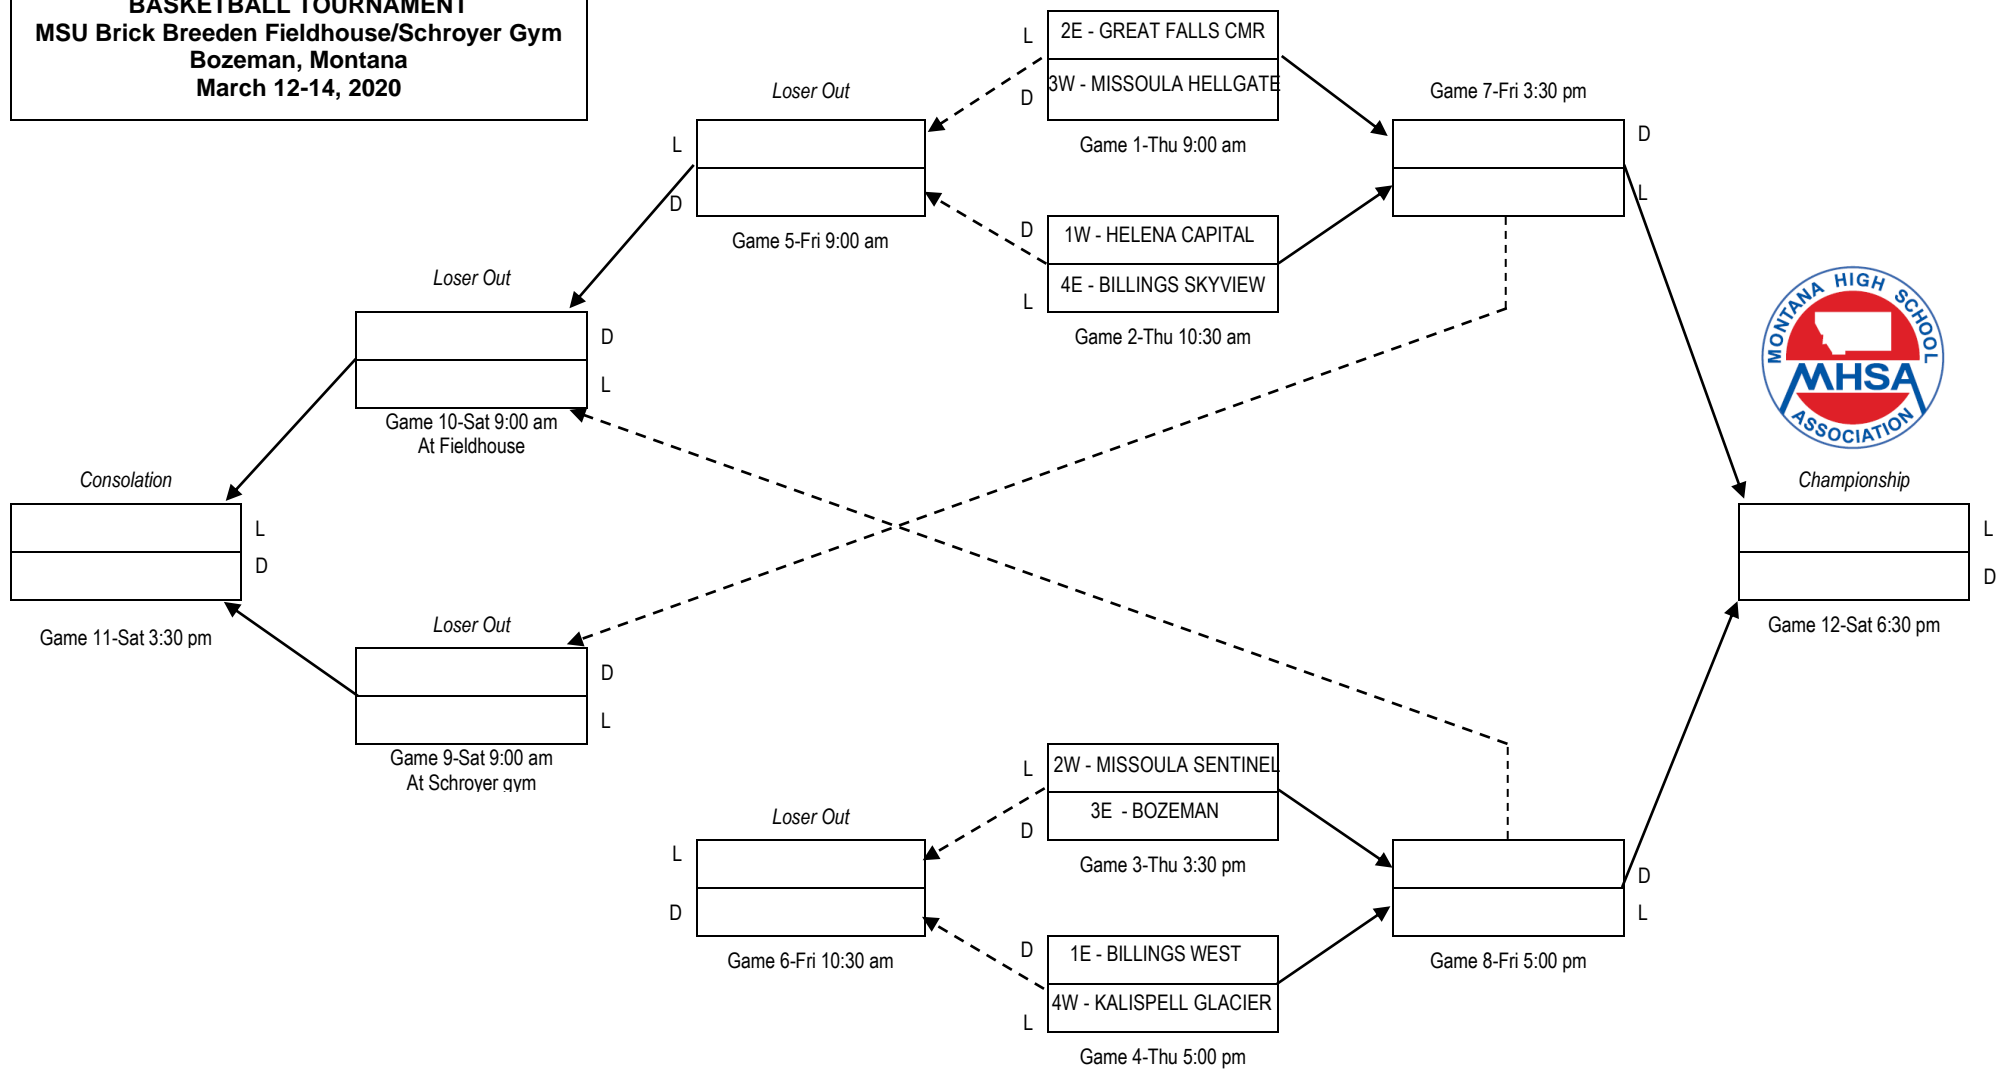 BASKETBALL TOURNAMENT
MSU Brick Breeden Fieldhouse/Schroyer Gym
Bozeman, Montana
March 12-14, 2020
L
2E - GREAT FALLS CMR
3W - MISSOULA HELLGATE
D
Game 1-Thu 9:00 am
Loser Out
L
D
Game 5-Fri 9:00 am
D
1W - HELENA CAPITAL
4E - BILLINGS SKYVIEW
L
Game 2-Thu 10:30 am
Game 7-Fri 3:30 pm
D
L
Loser Out
D
L
Game 10-Sat 9:00 am
At Fieldhouse
MONTANA HIGH SCHOOL
MHSA
ASSOCIATION
Consolation
L
D
Game 11-Sat 3:30 pm
Championship
L
D
Game 12-Sat 6:30 pm
Loser Out
D
L
Game 9-Sat 9:00 am
At Schroyer gym
L
2W - MISSOULA SENTINEL
3E - BOZEMAN
D
Game 3-Thu 3:30 pm
Loser Out
L
D
Game 6-Fri 10:30 am
D
1E - BILLINGS WEST
4W - KALISPELL GLACIER
L
Game 4-Thu 5:00 pm
D
L
Game 8-Fri 5:00 pm